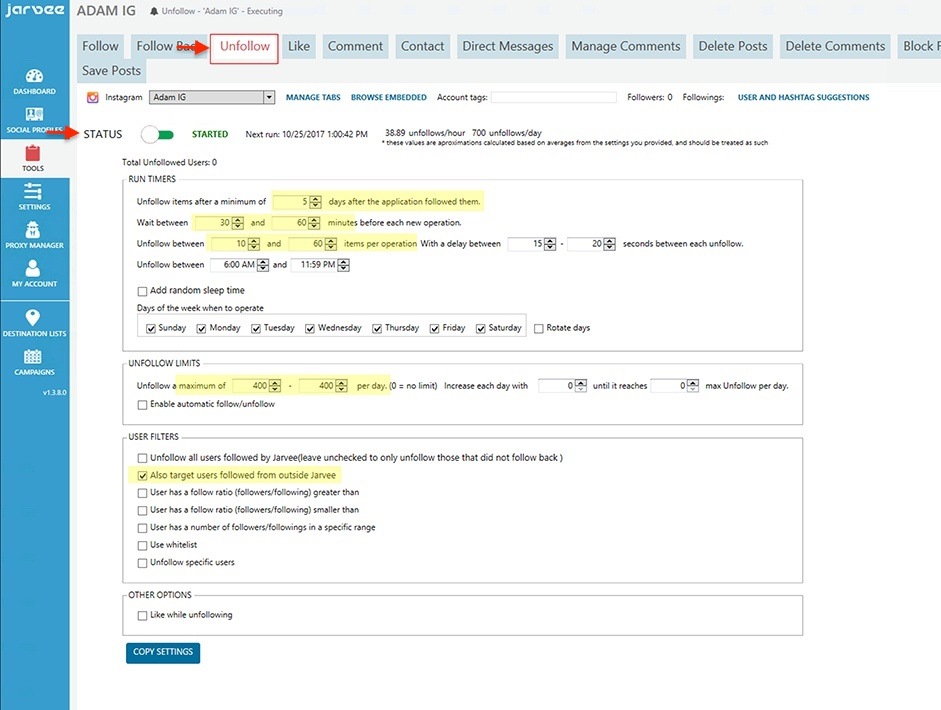 jarvee
ADAM IG Unfollow - 'Adam IG' - Executing
Follow Follow Unfollow Like Comment Contact Direct Messages Manage Comments Delete Posts Delete Comments Block
Save Posts
DASHBOARD
SOCIAL PROFILES
TOOLS
SETTINGS
PROXY MANAGER
MY ACCOUNT
DESTINATION LISTS
CAMPAIGNS
v1.3.8.0
Instagram Adam IG MANAGE TABS BROWSE EMBEDDED Account tags: Followers: 0 Followings: USER AND HASHTAG SUGGESTIONS
STATUS STARTED Next run: 10/25/2017 1:00:42 PM 38.89 unfollows/hour 700 unfollows/day
* these values are aproximations calculated based on averages from the settings you provided, and should be treated as such
Total Unfollowed Users: 0
RUN TIMERS
Unfollow items after a minimum of 5 days after the application followed them.
Wait between 30 and 60 minutes before each new operation.
Unfollow between 10 and 60 items per operation With a delay between 15 - 20 seconds between each unfollow.
Unfollow between 6:00 AM and 11:59 PM
Add random sleep time
Days of the week when to operate
Sunday Monday Tuesday Wednesday Thursday Friday Saturday Rotate days
UNFOLLOW LIMITS
Unfollow a maximum of 400 - 400 per day. (0 = no limit) Increase each day with 0 until it reaches 0 max Unfollow per day.
Enable automatic follow/unfollow
USER FILTERS
Unfollow all users followed by Jarvee(leave unchecked to only unfollow those that did not follow back )
Also target users followed from outside Jarvee
User has a follow ratio (followers/following) greater than
User has a follow ratio (followers/following) smaller than
User has a number of followers/followings in a specific range
Use whitelist
Unfollow specific users
OTHER OPTIONS
Like while unfollowing
COPY SETTINGS